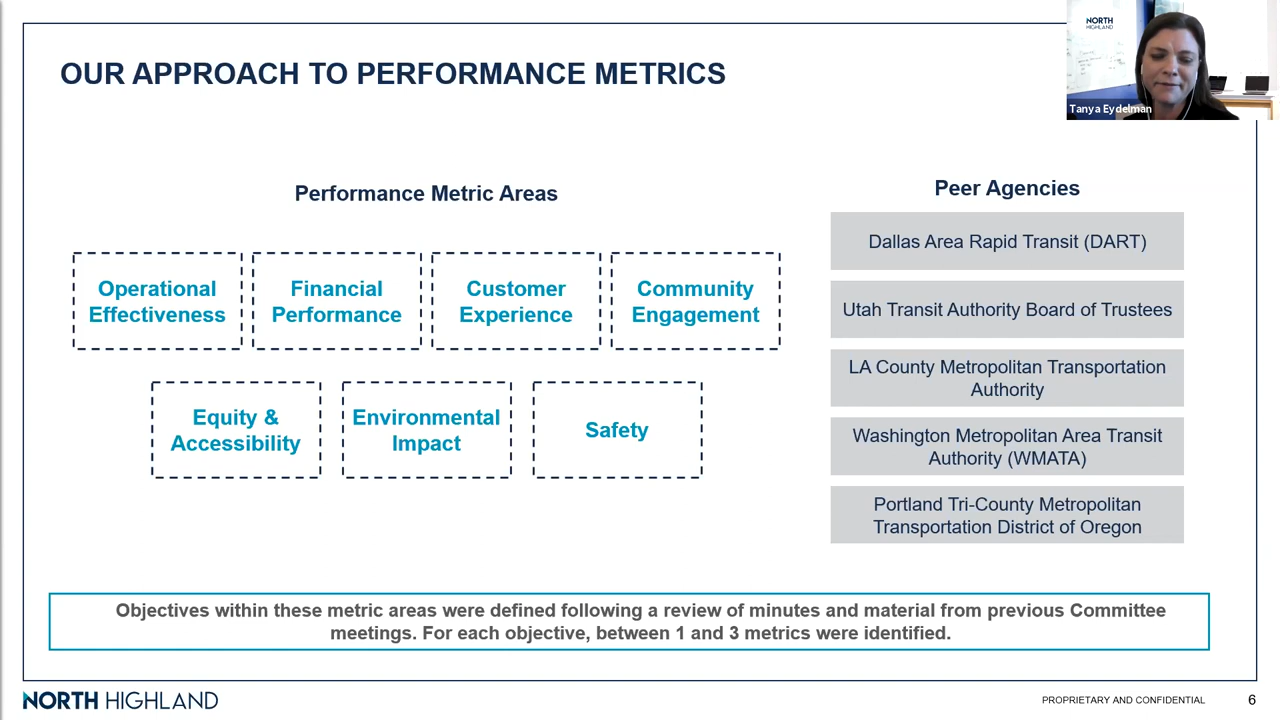 OUR APPROACH TO PERFORMANCE METRICS
NORTH
HIGHLAND
Tanya Eydelman
Performance Metric Areas
Operational
Effectiveness
Financial
Performance
Customer
Experience
Community
Engagement
Equity &
Accessibility
Environmental
Impact
Safety
Peer Agencies
Dallas Area Rapid Transit (DART)
Utah Transit Authority Board of Trustees
LA County Metropolitan Transportation
Authority
Washington Metropolitan Area Transit
Authority (WMATA)
Portland Tri-County Metropolitan
Transportation District of Oregon
Objectives within these metric areas were defined following a review of minutes and material from previous Committee
meetings. For each objective, between 1 and 3 metrics were identified.
NORTH HIGHLAND
PROPRIETARY AND CONFIDENTIAL
6